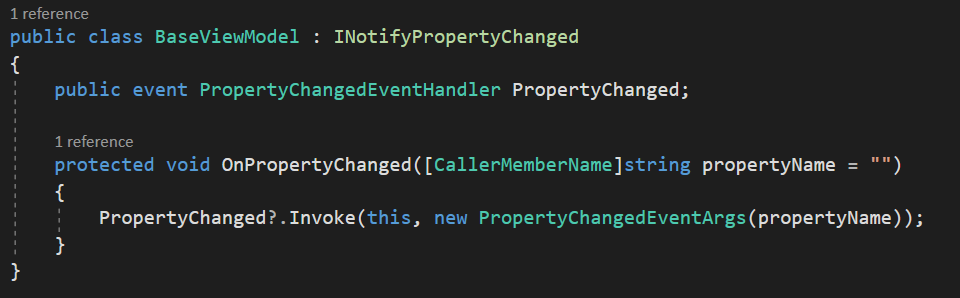 1 reference
public class BaseViewModel : INotifyPropertyChanged
{
public event PropertyChangedEventHandler PropertyChanged;
1 reference
protected void OnPropertyChanged([CallerMemberName]string propertyName = "")
{
PropertyChanged?.Invoke(this, new PropertyChangedEventArgs(propertyName));
}
}